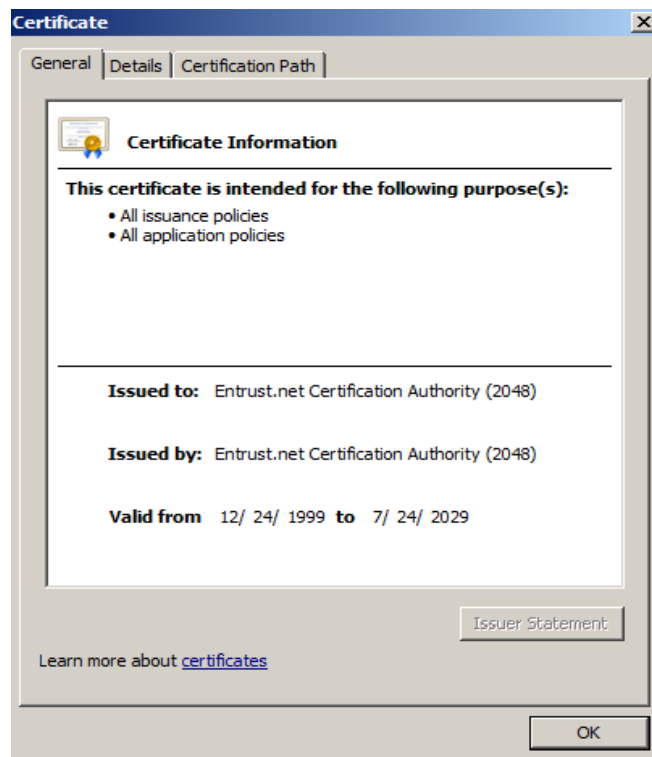 Certificate
General Details Certification Path
Certificate Information
This certificate is intended for the following purpose(s):
• All issuance policies
• All application policies
Issued to: Entrust.net Certification Authority (2048)
Issued by: Entrust.net Certification Authority (2048)
Valid from 12/ 24/ 1999 to 7/ 24/ 2029
Issuer Statement
Learn more about certificates
OK